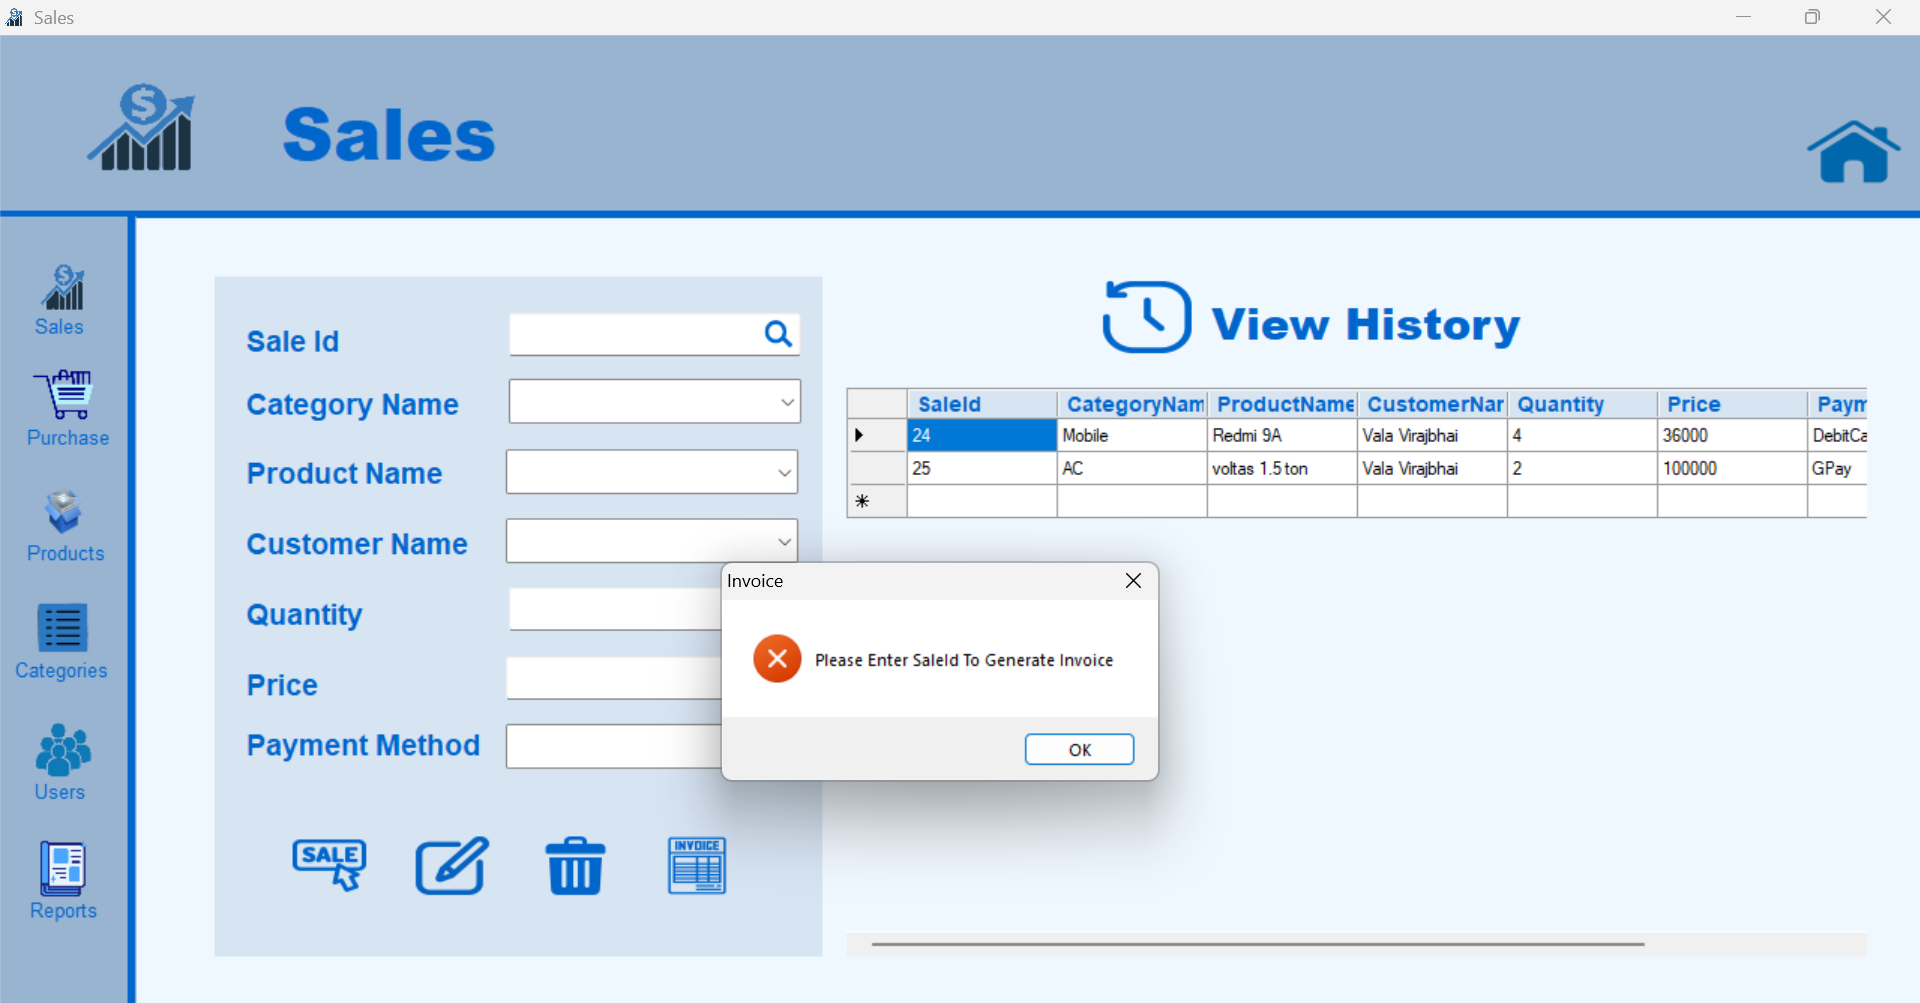 Sales
Sales
Sales
Purchase
Products
Categories
Users
Reports
Sale Id
Category Name
Product Name
Customer Name
Quantity
Price
Payment Method
SALE
INVOICE
View History
SaleId CategoryNam ProductName CustomerNar Quantity Price Paym
24 Mobile Redmi 9A Vala Virajbhai 4 36000 DebitCa
25 AC voltas 1.5 ton Vala Virajbhai 2 100000 GPay
Invoice
Please Enter SaleId To Generate Invoice
OK